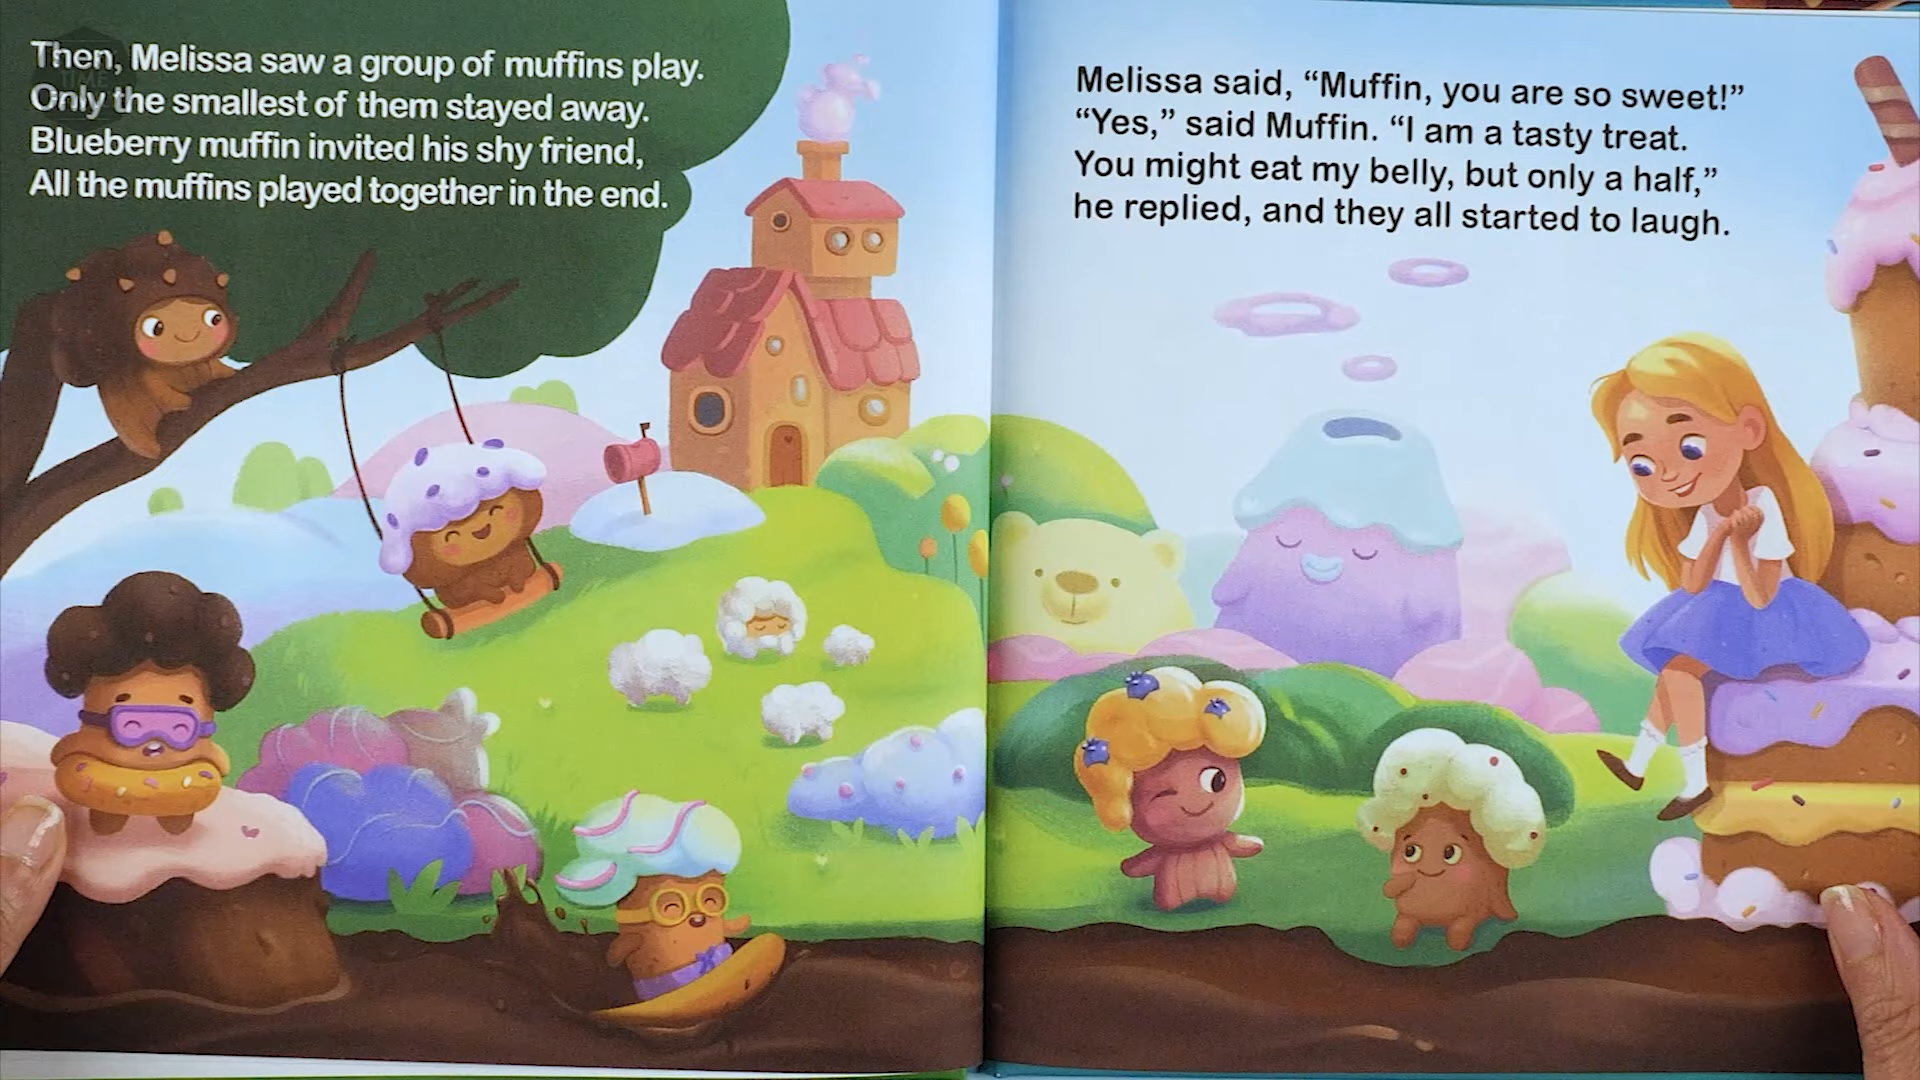 Then, Melissa saw a group of muffins play.
Only the smallest of them stayed away.
Blueberry muffin invited his shy friend,
All the muffins played together in the end.
Melissa said, “Muffin, you are so sweet!”
“Yes,” said Muffin. “I am a tasty treat.
You might eat my belly, but only a half,”
he replied, and they all started to laugh.